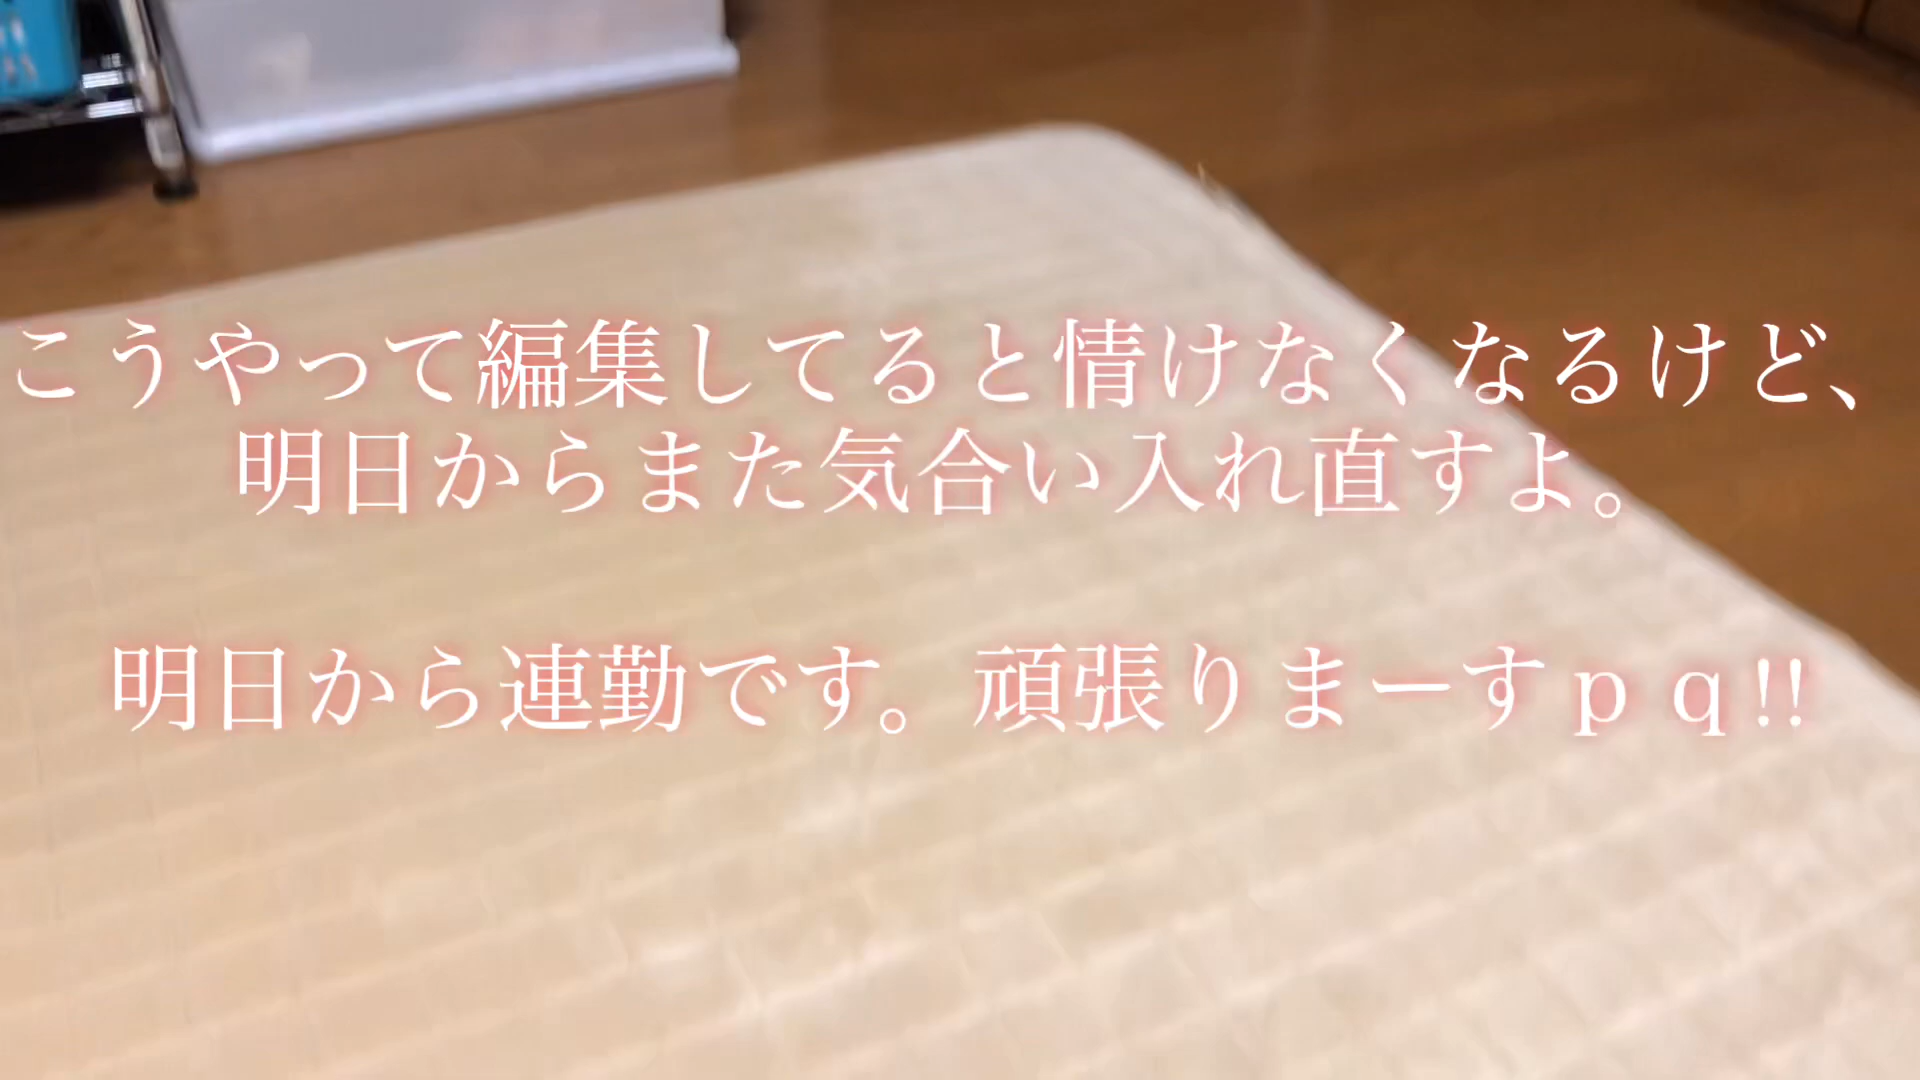 こうやって編集してると情けなくなるけど、
明日からまた気合い入れ直すよ。
明日から連勤です。頑張りまーすｐｑ!!